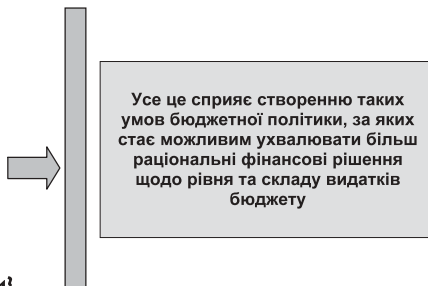 Усе це сприяє створенню таких
умов бюджетної політики, за яких
стає можливим ухвалювати більш
раціональні фінансові рішення
щодо рівня та складу видатків
бюджету